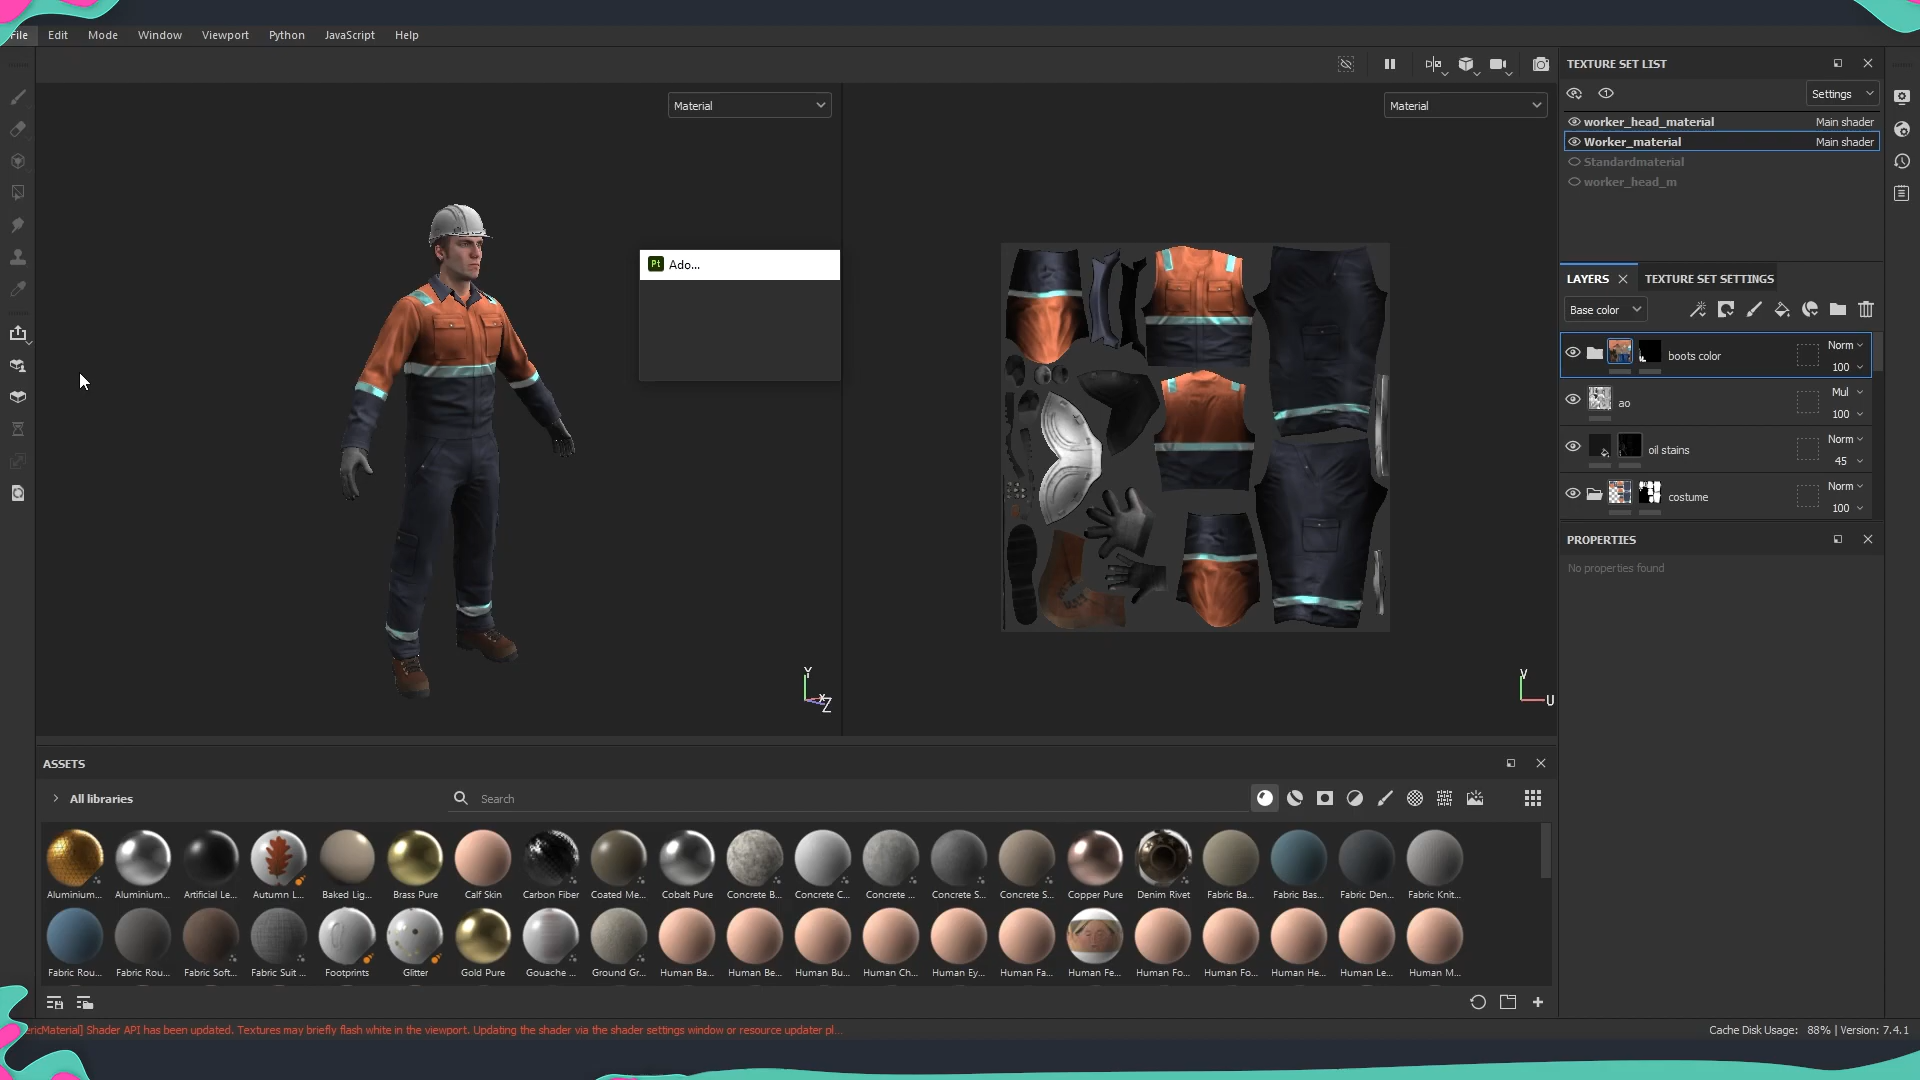 File Edit Mode Window Viewport Python JavaScript Help
TEXTURE SET LIST
Settings
Material
Material
worker_head_material Main shader
Worker_material Main shader
Standardmaterial
worker_head_m
Pt Ado...
LAYERS TEXTURE SET SETTINGS
Base color
boots color Norm
100
ao Mul
100
oil stains Norm
45
costume Norm
100
PROPERTIES
No properties found
Y
X
Z
V
U
ASSETS
All libraries Search
Aluminium... Aluminium... Artificial Le... Autumn L... Baked Lig... Brass Pure Calf Skin Carbon Fiber Coated Me... Cobalt Pure Concrete B... Concrete C... Concrete ... Concrete S... Concrete S... Copper Pure Denim Rivet Fabric Ba... Fabric Bas... Fabric Den... Fabric Knit...
Fabric Rou... Fabric Rou... Fabric Soft... Fabric Suit ... Footprints Glitter Gold Pure Gouache ... Ground Gr... Human Ba... Human Be... Human Bu... Human Ch... Human Ey... Human Fa... Human Fe... Human Fo... Human Fo... Human He... Human Le... Human M...
ericMaterial] Shader API has been updated. Textures may briefly flash white in the viewport. Updating the shader via the shader settings window or resource updater pl...
Cache Disk Usage: 88% | Version: 7.4.1